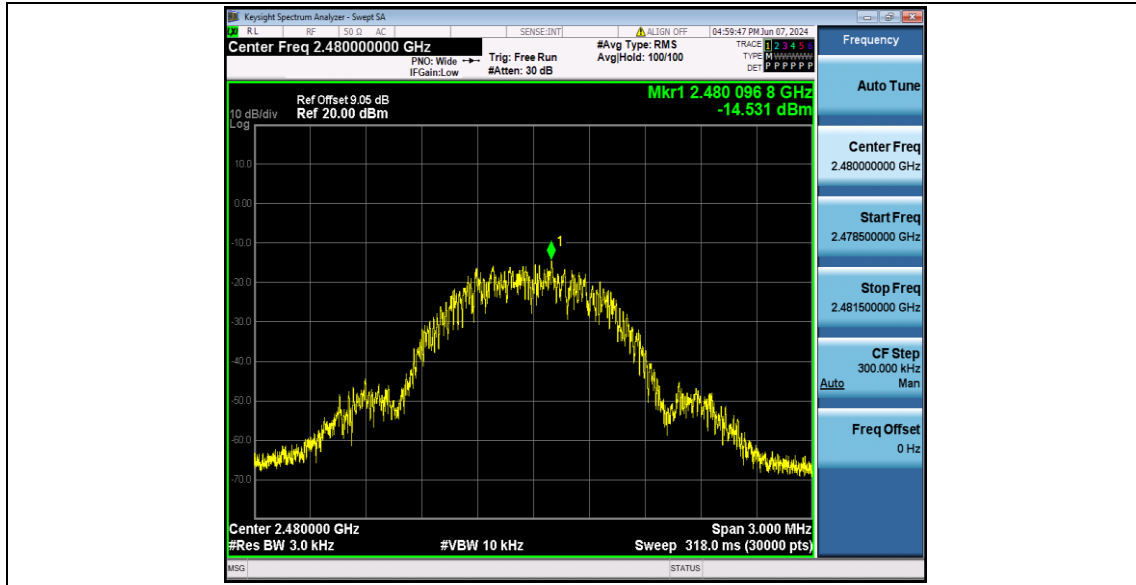 Keysight Spectrum Analyzer - Swept SA
RL RF 50 Ω AC SENSE:INT ALIGN OFF 04:59:47 PM Jun 07, 2024
Center Freq 2.480000000 GHz
PNO: Wide Trig: Free Run
IFGain:Low #Atten: 30 dB
#Avg Type: RMS
Avg|Hold: 100/100
TRACE 1 2 3 4 5 6
TYPE M WWWWW
DET P P P P P P
Ref Offset 9.05 dB
10 dB/div Ref 20.00 dBm
Log
Mkr1 2.480 096 8 GHz
-14.531 dBm
10.0
0.00
-10.0
-20.0
-30.0
-40.0
-50.0
-60.0
-70.0
1
Center 2.480000 GHz Span 3.000 MHz
#Res BW 3.0 kHz #VBW 10 kHz Sweep 318.0 ms (30000 pts)
MSG STATUS
Frequency
Auto Tune
Center Freq
2.480000000 GHz
Start Freq
2.478500000 GHz
Stop Freq
2.481500000 GHz
CF Step
300.000 kHz
Auto Man
Freq Offset
0 Hz